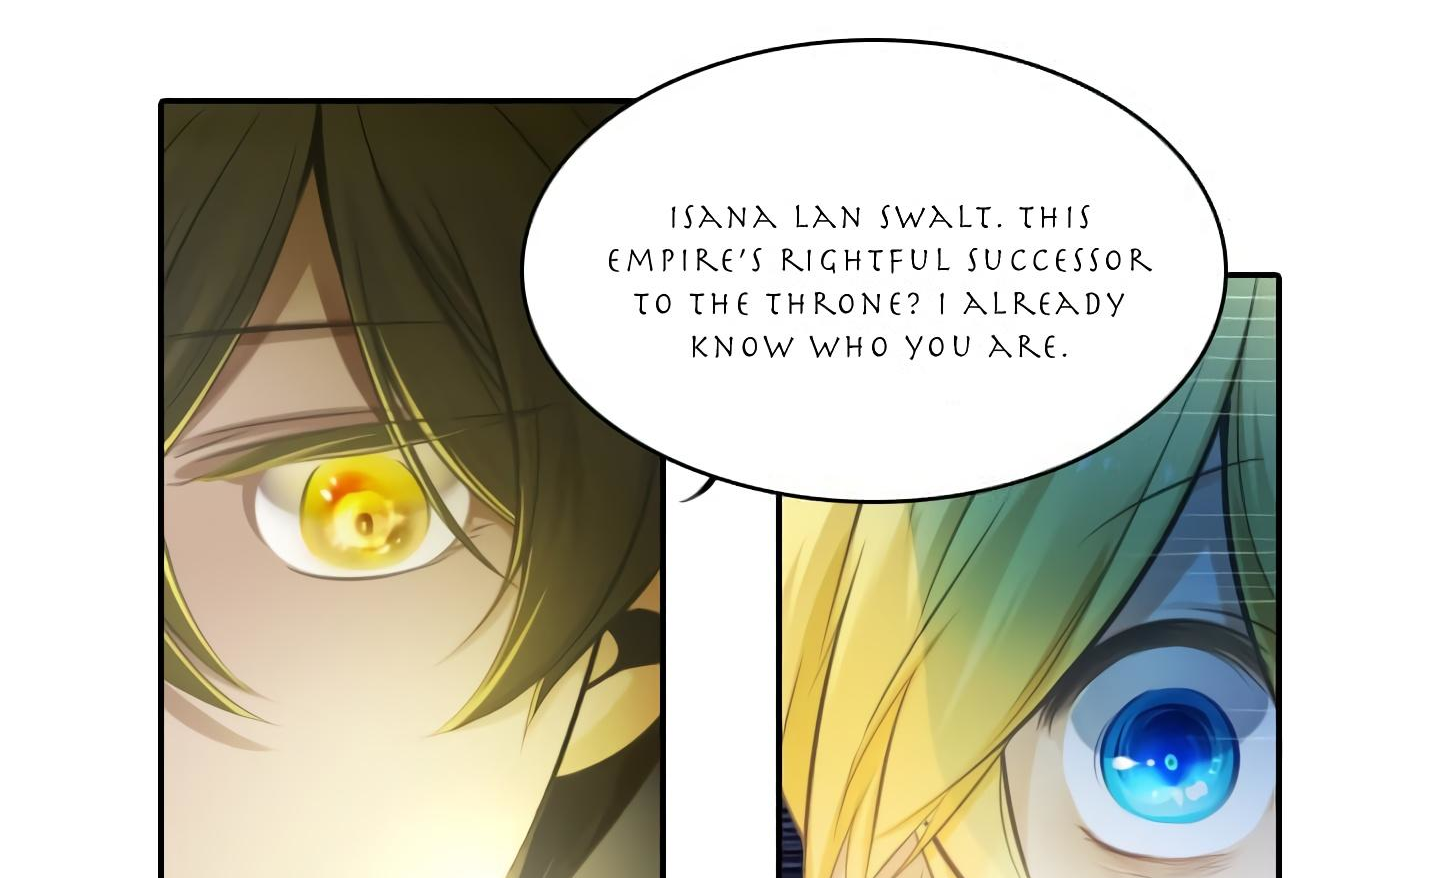 ISANA LAN SWALT. THIS
EMPIRE'S RIGHTFUL SUCCESSOR
TO THE THRONE? I ALREADY
KNOW WHO YOU ARE.